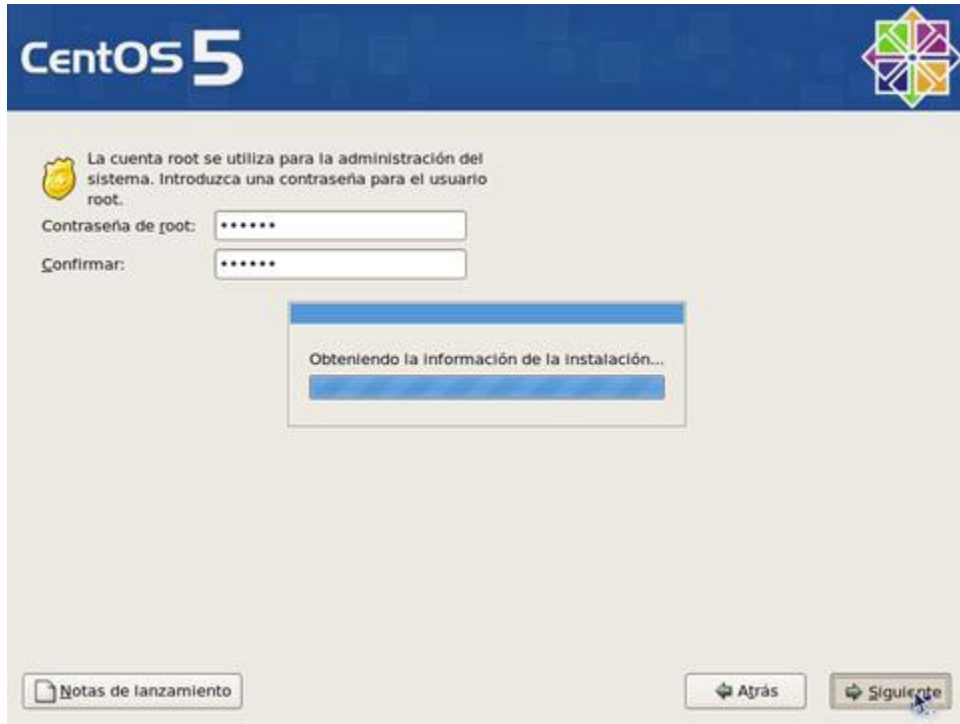 CentOS 5
La cuenta root se utiliza para la administración del
sistema. Introduzca una contraseña para el usuario
root.
Contraseña de root: ••••••
Confirmar: ••••••
Obteniendo la información de la instalación...
Notas de lanzamiento
Atrás
Siguiente